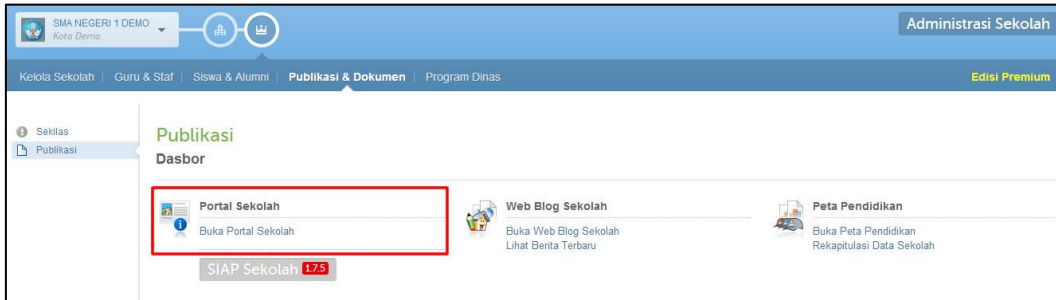 SMA NEGERI 1 DEMO
Kota Demo
Administrasi Sekolah
Kelola Sekolah | Guru & Staf | Siswa & Alumni | Publikasi & Dokumen | Program Dinas
Edisi Premium
Sekilas
Publikasi
Publikasi
Dasbor
Portal Sekolah
Buka Portal Sekolah
SIAP Sekolah 1.7.5
Web Blog Sekolah
Buka Web Blog Sekolah
Lihat Berita Terbaru
Peta Pendidikan
Buka Peta Pendidikan
Rekapitulasi Data Sekolah